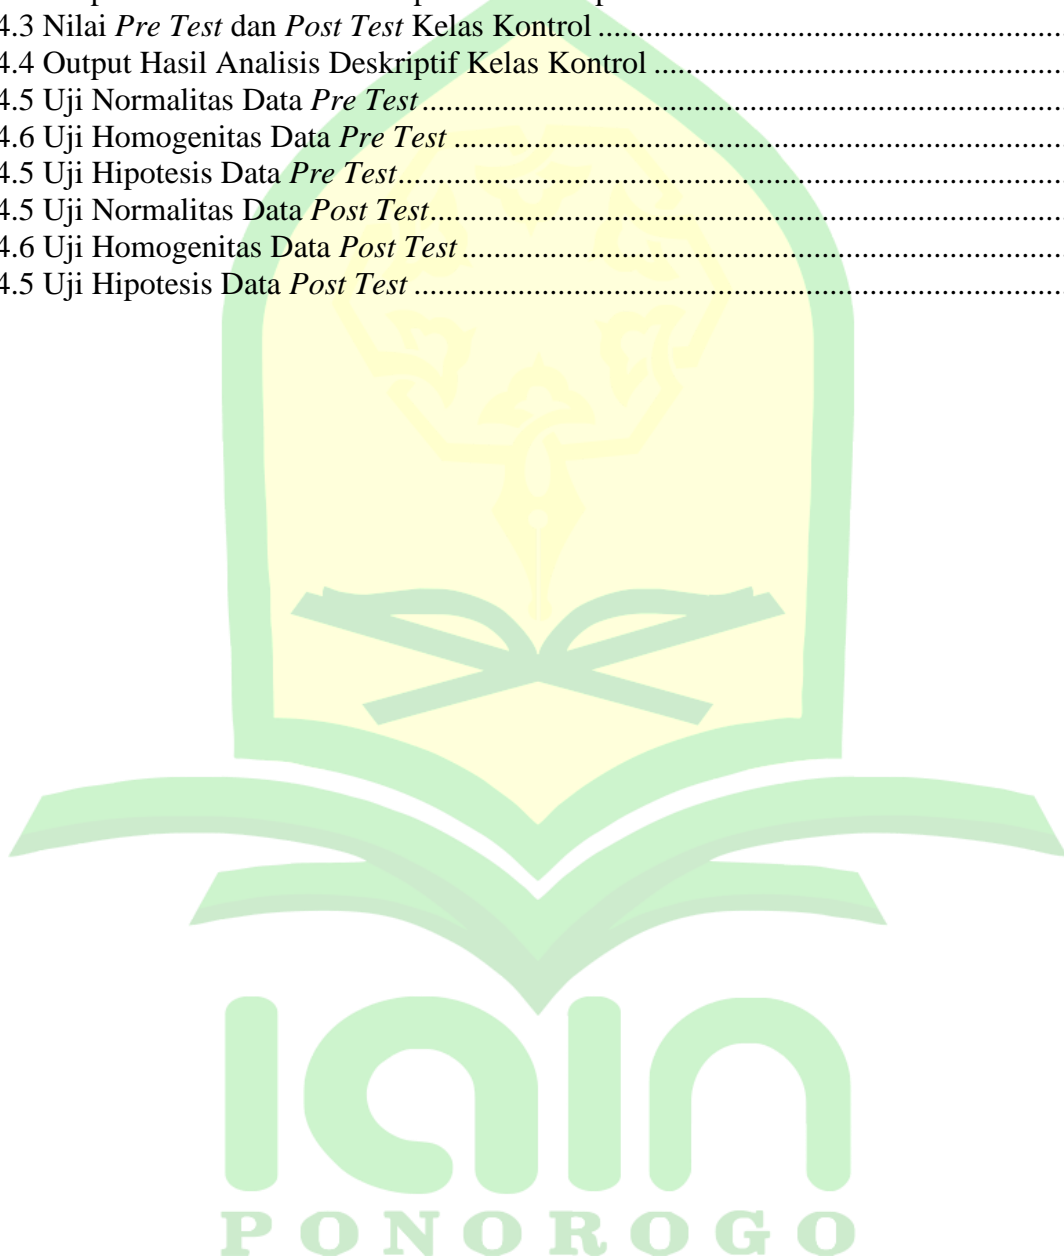 4.3 Nilai Pre Test dan Post Test Kelas Kontrol ........................................................
4.4 Output Hasil Analisis Deskriptif Kelas Kontrol ..................................................
4.5 Uji Normalitas Data Pre Test ..............................................................................
4.6 Uji Homogenitas Data Pre Test ..........................................................................
4.5 Uji Hipotesis Data Pre Test.................................................................................
4.5 Uji Normalitas Data Post Test.............................................................................
4.6 Uji Homogenitas Data Post Test .........................................................................
4.5 Uji Hipotesis Data Post Test ...............................................................................
iain
PONOROGO